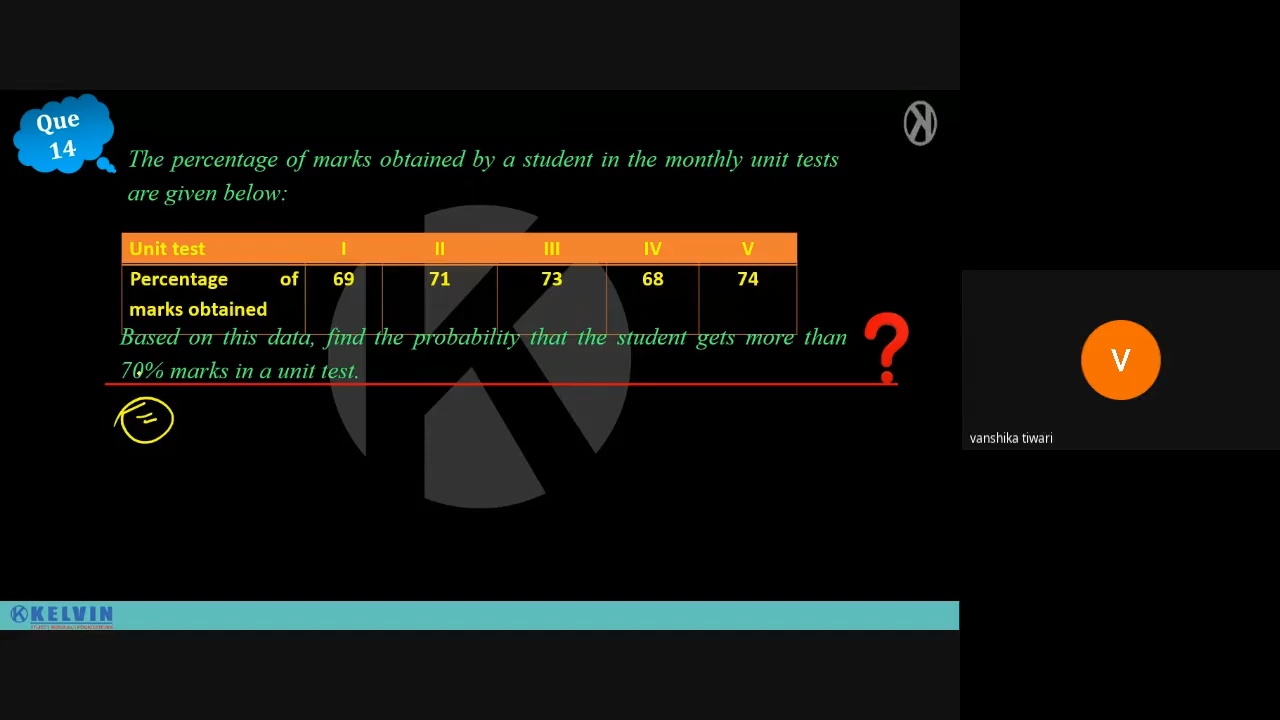 Que
14
The percentage of marks obtained by a student in the monthly unit tests
are given below:
Unit test I II III IV V
Percentage of 69 71 73 68 74
marks obtained
Based on this data, find the probability that the student gets more than
70% marks in a unit test.
?
V
vanshika tiwari
KELVIN